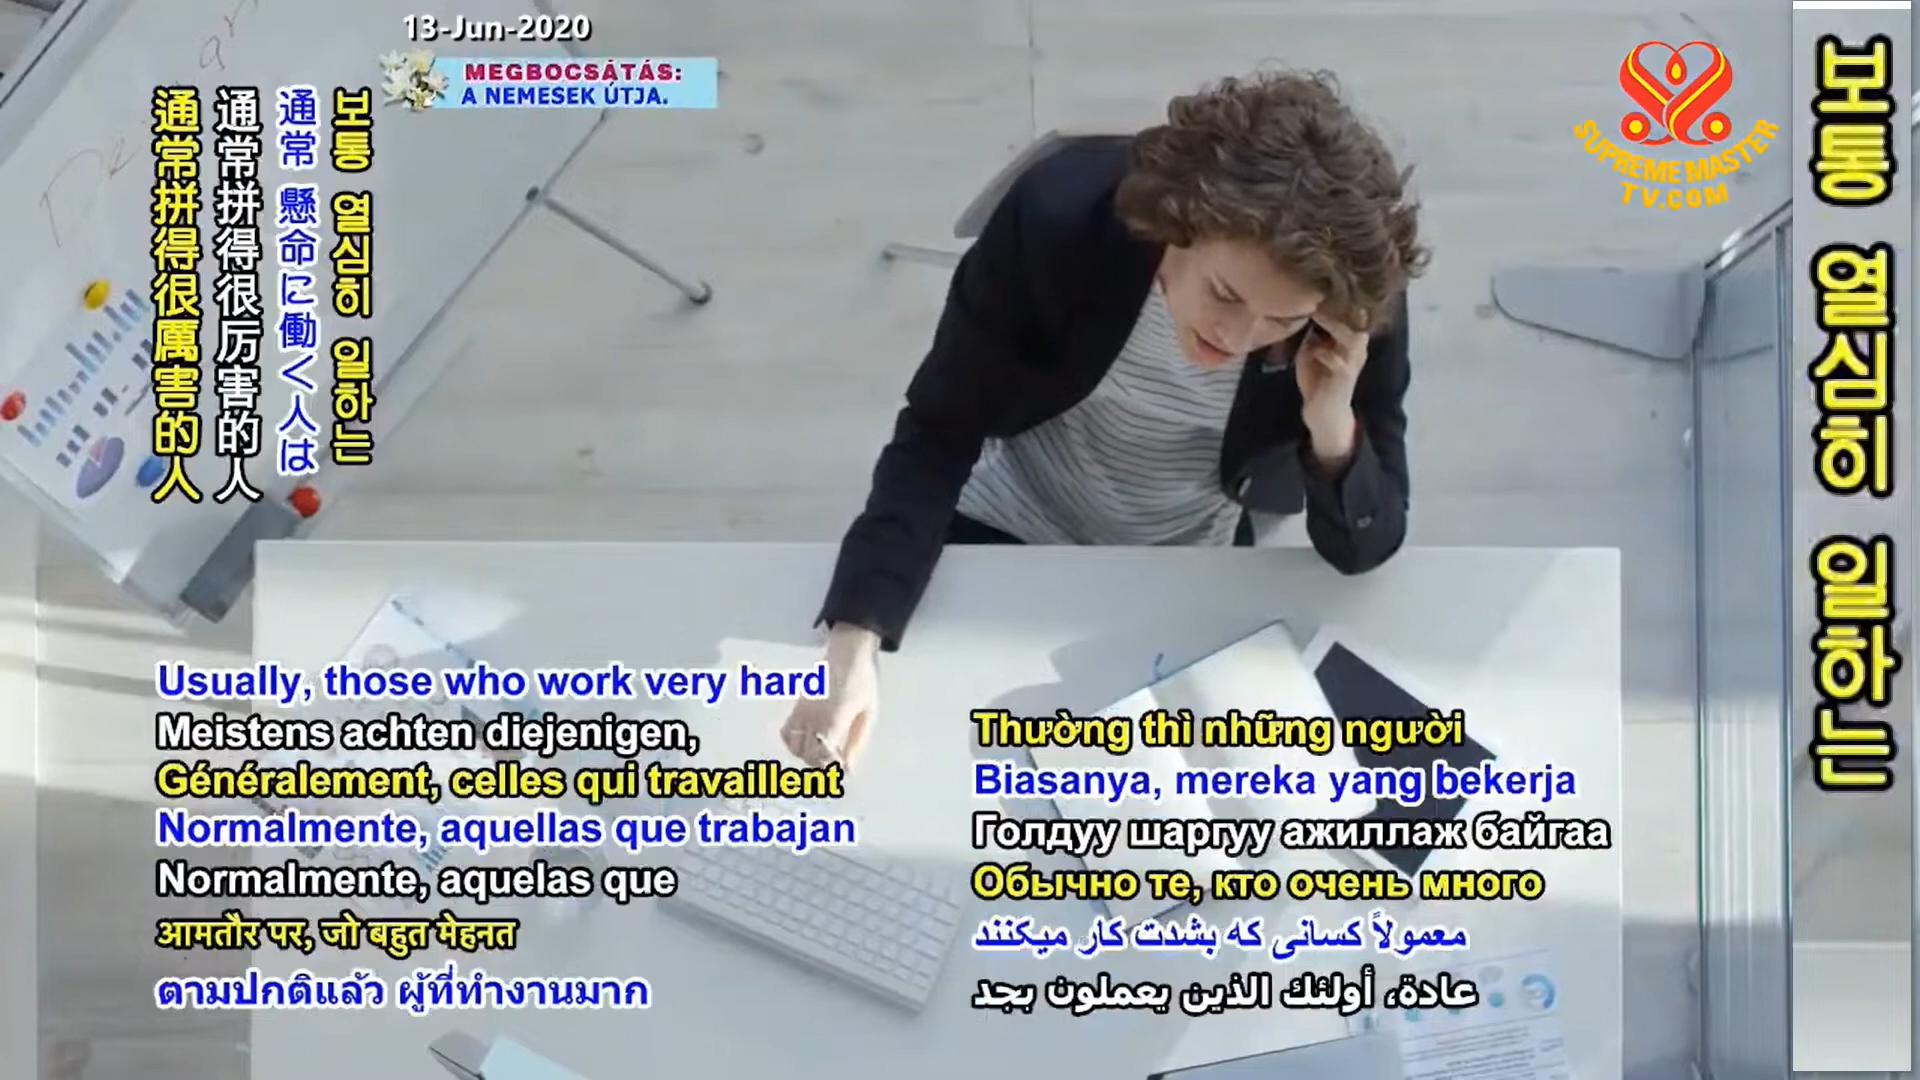 13-Jun-2020
MEGBOCSÁTÁS:
A NEMESEK ÚTJA.
SUPREME MASTER
TV.COM
通常拼得很厲害的人
通常拼得很厉害的人
通常 懸命に働く人は
보통 열심히 일하는
보통 열심히 일하는
Usually, those who work very hard
Meistens achten diejenigen,
Généralement, celles qui travaillent
Normalmente, aquellas que trabajan
Normalmente, aquelas que
आमतौर पर, जो बहुत मेहनत
ตามปกติแล้ว ผู้ที่ทำงานมาก
Thường thì những người
Biasanya, mereka yang bekerja
Голдуу шаргуу ажиллаж байгаа
Обычно те, кто очень много
معمولاً کسانی که بشدت کار میکنند
عادة، أولئك الذين يعملون بجد